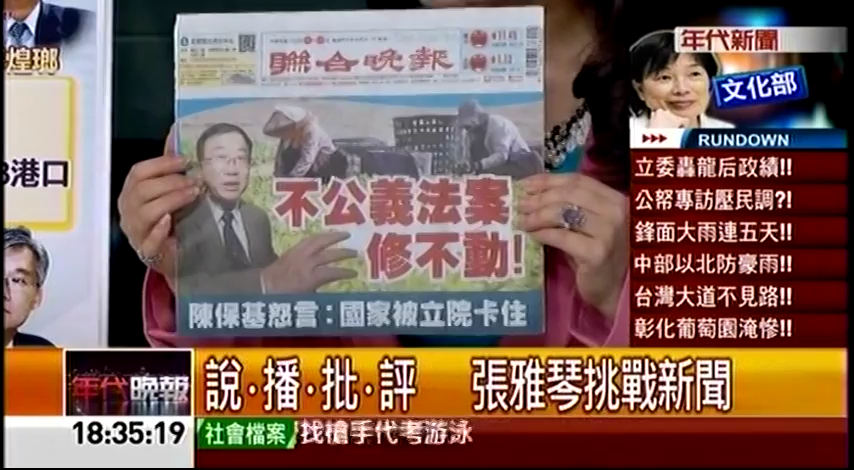 煌瑯
B港口
聯合晚報
不公義法案
修不動!
陳保基怒言：國家被立院卡住
年代新聞
文化部
RUNDOWN
立委轟龍后政績!!
公帑專訪壓民調?!
鋒面大雨連五天!!
中部以北防豪雨!!
台灣大道不見路!!
彰化葡萄園淹慘!!
年代晚報
說·播·批·評 張雅琴挑戰新聞
18:35:19
社會檔案
找槍手代考游泳